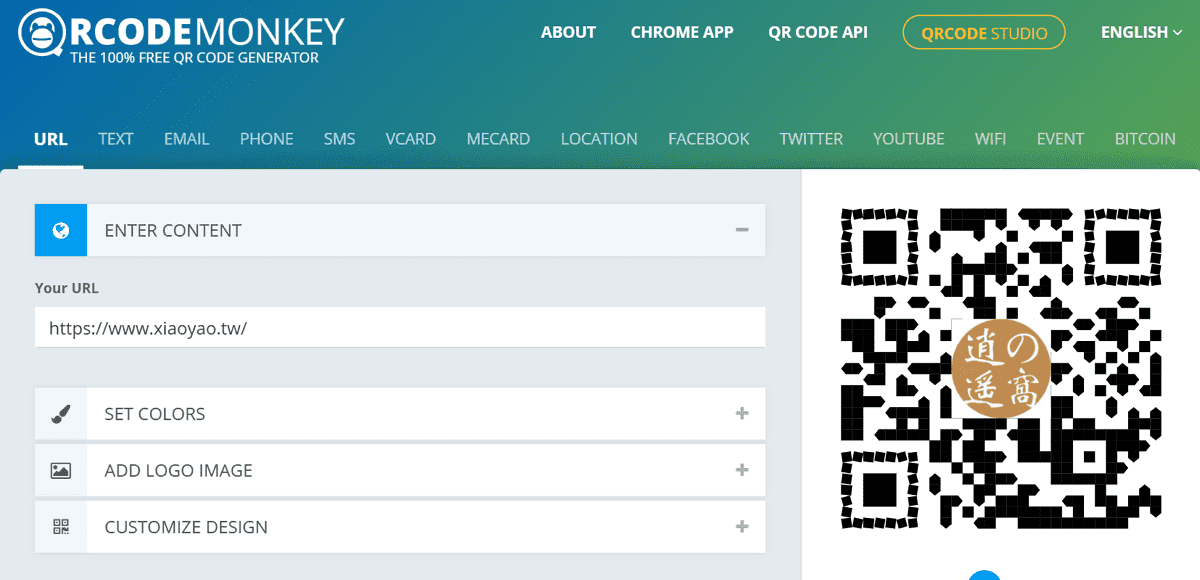 QRCODEMONKEY
THE 100% FREE QR CODE GENERATOR
ABOUT
CHROME APP
QR CODE API
QRCODE STUDIO
ENGLISH
URL
TEXT
EMAIL
PHONE
SMS
VCARD
MECARD
LOCATION
FACEBOOK
TWITTER
YOUTUBE
WIFI
EVENT
BITCOIN
ENTER CONTENT
Your URL
https://www.xiaoyao.tw/
SET COLORS
ADD LOGO IMAGE
CUSTOMIZE DESIGN
逍の
遥窩